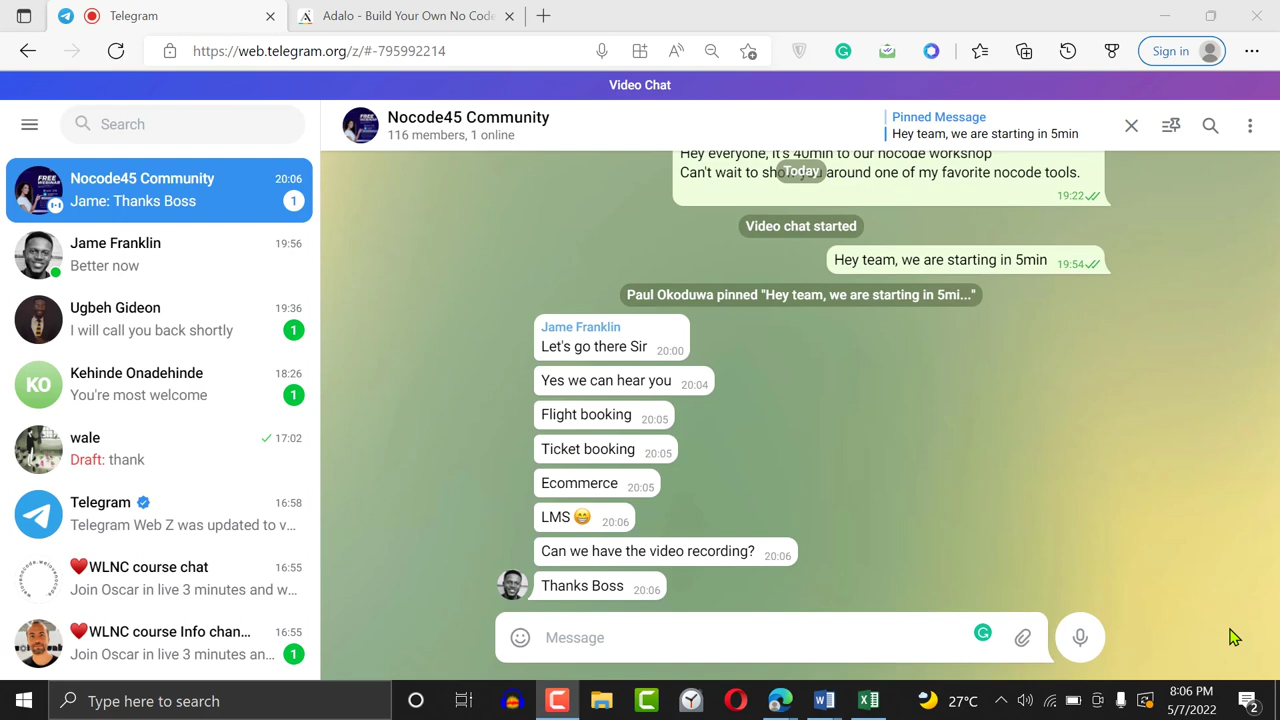 Telegram
Adalo - Build Your Own No Code
https://web.telegram.org/z/#-795992214
Sign in
Video Chat
Search
Nocode45 Community
116 members, 1 online
Pinned Message
Hey team, we are starting in 5min
Nocode45 Community 20:06
Jame: Thanks Boss 1
Jame Franklin 19:56
Better now
Ugbeh Gideon 19:36
I will call you back shortly 1
KO
Kehinde Onadehinde 18:26
You're most welcome 1
wale 17:02
Draft: thank
Telegram 16:58
Telegram Web Z was updated to v...
WLNC course chat 16:55
Join Oscar in live 3 minutes and w...
WLNC course Info chan... 16:55
Join Oscar in live 3 minutes an... 1
Hey everyone, it's 40min to our nocode workshop
Can't wait to show you around one of my favorite nocode tools.
Today
19:22
Video chat started
Hey team, we are starting in 5min 19:54
Paul Okoduwa pinned "Hey team, we are starting in 5mi..."
Jame Franklin
Let's go there Sir 20:00
Yes we can hear you 20:04
Flight booking 20:05
Ticket booking 20:05
Ecommerce 20:05
LMS 😁 20:06
Can we have the video recording? 20:06
Thanks Boss 20:06
Message
Type here to search
27°C
8:06 PM
5/7/2022
2